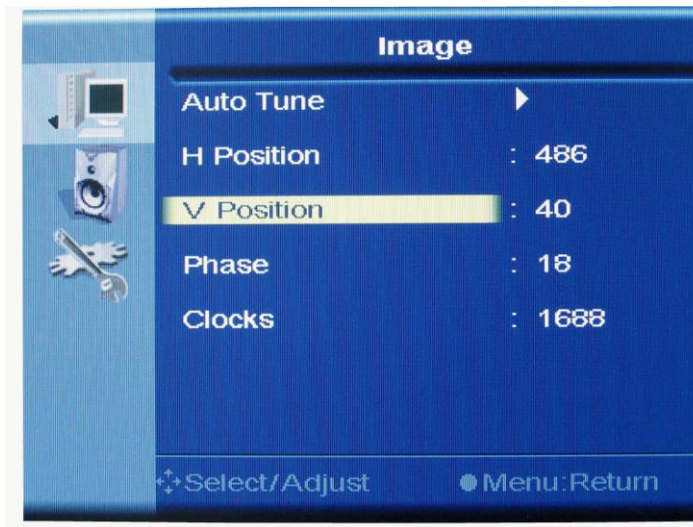 Image
Auto Tune
H Position : 486
V Position : 40
Phase : 18
Clocks : 1688
Select/Adjust Menu:Return